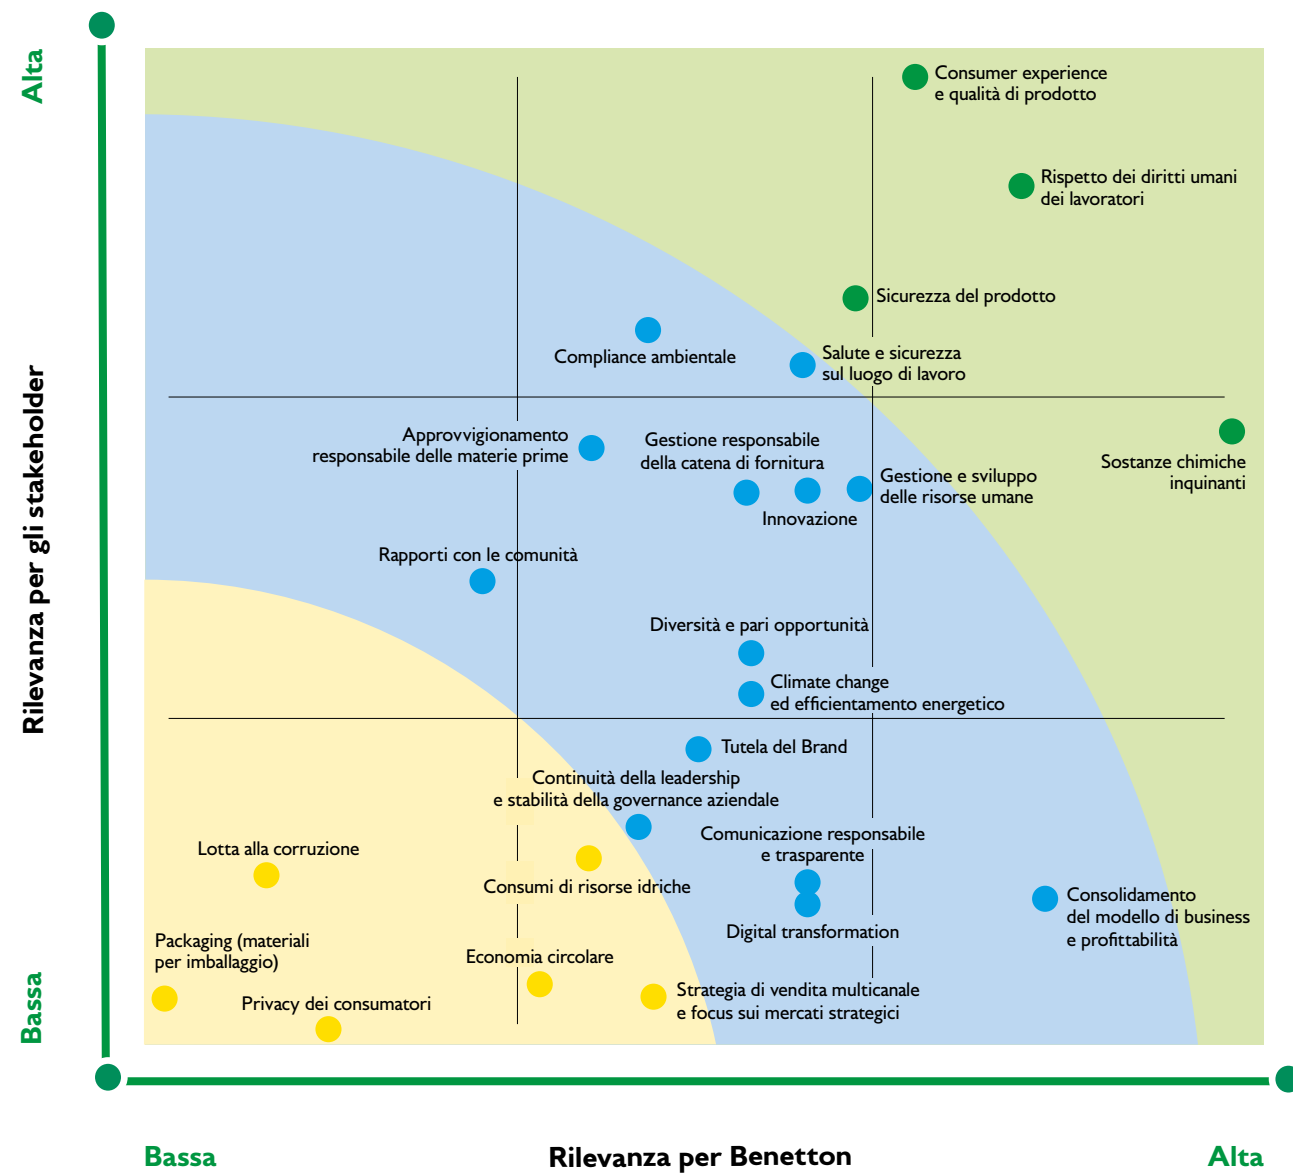 Alta
Rilevanza per gli stakeholder
Bassa
Consumer experience
e qualità di prodotto
Rispetto dei diritti umani
dei lavoratori
Sicurezza del prodotto
Compliance ambientale
Salute e sicurezza
sul luogo di lavoro
Approvvigionamento
responsabile delle materie prime
Gestione responsabile
della catena di fornitura
Innovazione
Gestione e sviluppo
delle risorse umane
Sostanze chimiche
inquinanti
Rapporti con le comunità
Diversità e pari opportunità
Climate change
ed efficientamento energetico
Tutela del Brand
Continuità della leadership
e stabilità della governance aziendale
Comunicazione responsabile
e trasparente
Lotta alla corruzione
Consumi di risorse idriche
Digital transformation
Consolidamento
del modello di business
e profittabilità
Packaging (materiali
per imballaggio)
Economia circolare
Privacy dei consumatori
Strategia di vendita multicanale
e focus sui mercati strategici
Bassa
Rilevanza per Benetton
Alta